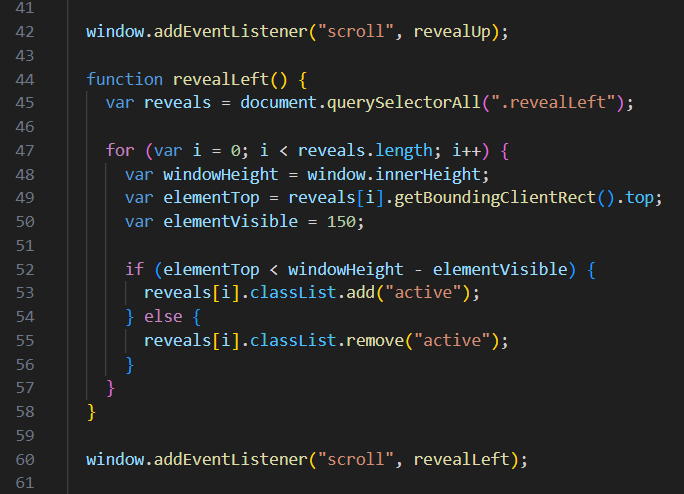 41
42 window.addEventListener("scroll", revealUp);
43
44 function revealLeft() {
45 var reveals = document.querySelectorAll(".revealLeft");
46
47 for (var i = 0; i < reveals.length; i++) {
48 var windowHeight = window.innerHeight;
49 var elementTop = reveals[i].getBoundingClientRect().top;
50 var elementVisible = 150;
51
52 if (elementTop < windowHeight - elementVisible) {
53 reveals[i].classList.add("active");
54 } else {
55 reveals[i].classList.remove("active");
56 }
57 }
58 }
59
60 window.addEventListener("scroll", revealLeft);
61